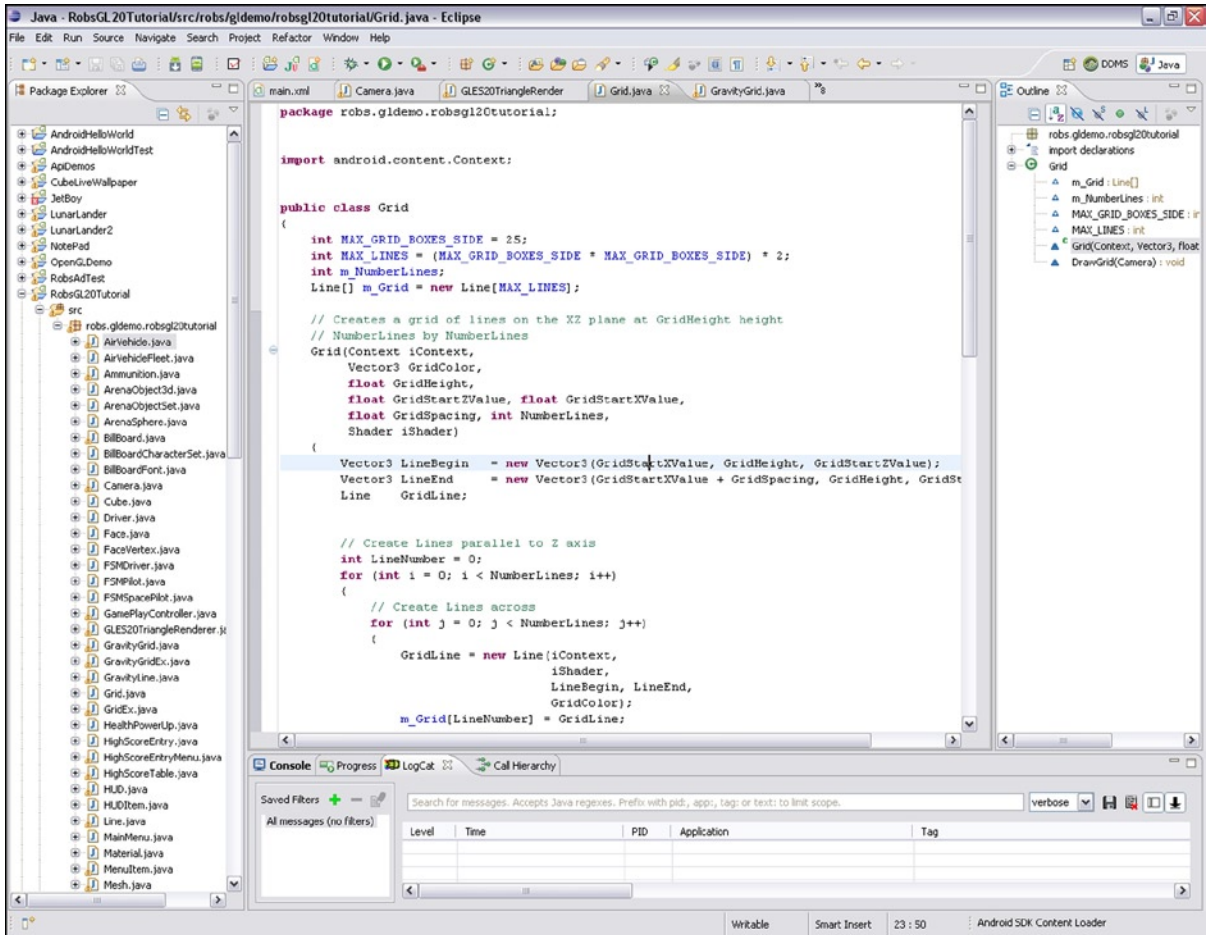 Java - RobsGL20Tutorial/src/robs/gldemo/robsgl20tutorial/Grid.java - Eclipse
File Edit Run Source Navigate Search Project Refactor Window Help
DDMS Java
Package Explorer
AndroidHelloWorld
AndroidHelloWorldTest
ApiDemos
CubeLiveWallpaper
JetBoy
LunarLander
LunarLander2
NotePad
OpenGLDemo
RobsAdTest
RobsGL20Tutorial
src
robs.gldemo.robsgl20tutorial
AirVehicle.java
AirVehicleFleet.java
Ammunition.java
ArenaObject3d.java
ArenaObjectSet.java
ArenaSphere.java
BillBoard.java
BillBoardCharacterSet.java
BillBoardFont.java
Camera.java
Cube.java
Driver.java
Face.java
FaceVertex.java
FSMDriver.java
FSMPilot.java
FSMSpacePilot.java
GamePlayController.java
GLES20TriangleRenderer.ja
GravityGrid.java
GravityGridEx.java
GravityLine.java
Grid.java
GridEx.java
HealthPowerUp.java
HighScoreEntry.java
HighScoreEntryMenu.java
HighScoreTable.java
HUD.java
HUDItem.java
Line.java
MainMenu.java
Material.java
MenuItem.java
Mesh.java
main.xml Camera.java GLES20TriangleRender Grid.java GravityGrid.java »8
package robs.gldemo.robsgl20tutorial;
import android.content.Context;
public class Grid
{
int MAX_GRID_BOXES_SIDE = 25;
int MAX_LINES = (MAX_GRID_BOXES_SIDE * MAX_GRID_BOXES_SIDE) * 2;
int m_NumberLines;
Line[] m_Grid = new Line[MAX_LINES];
// Creates a grid of lines on the XZ plane at GridHeight height
// NumberLines by NumberLines
Grid(Context iContext,
Vector3 GridColor,
float GridHeight,
float GridStartZValue, float GridStartXValue,
float GridSpacing, int NumberLines,
Shader iShader)
{
Vector3 LineBegin = new Vector3(GridStartXValue, GridHeight, GridStartZValue);
Vector3 LineEnd = new Vector3(GridStartXValue + GridSpacing, GridHeight, GridSt
Line GridLine;
// Create Lines parallel to Z axis
int LineNumber = 0;
for (int i = 0; i < NumberLines; i++)
{
// Create Lines across
for (int j = 0; j < NumberLines; j++)
{
GridLine = new Line(iContext,
iShader,
LineBegin, LineEnd,
GridColor);
m_Grid[LineNumber] = GridLine;
Outline
robs.gldemo.robsgl20tutorial
import declarations
Grid
m_Grid : Line[]
m_NumberLines : int
MAX_GRID_BOXES_SIDE : ir
MAX_LINES : int
Grid(Context, Vector3, float
DrawGrid(Camera) : void
Console Progress LogCat Call Hierarchy
Saved Filters
All messages (no filters)
Search for messages. Accepts Java regexes. Prefix with pid:, app:, tag: or text: to limit scope.
verbose
Level Time PID Application Tag
Writable Smart Insert 23 : 50 Android SDK Content Loader